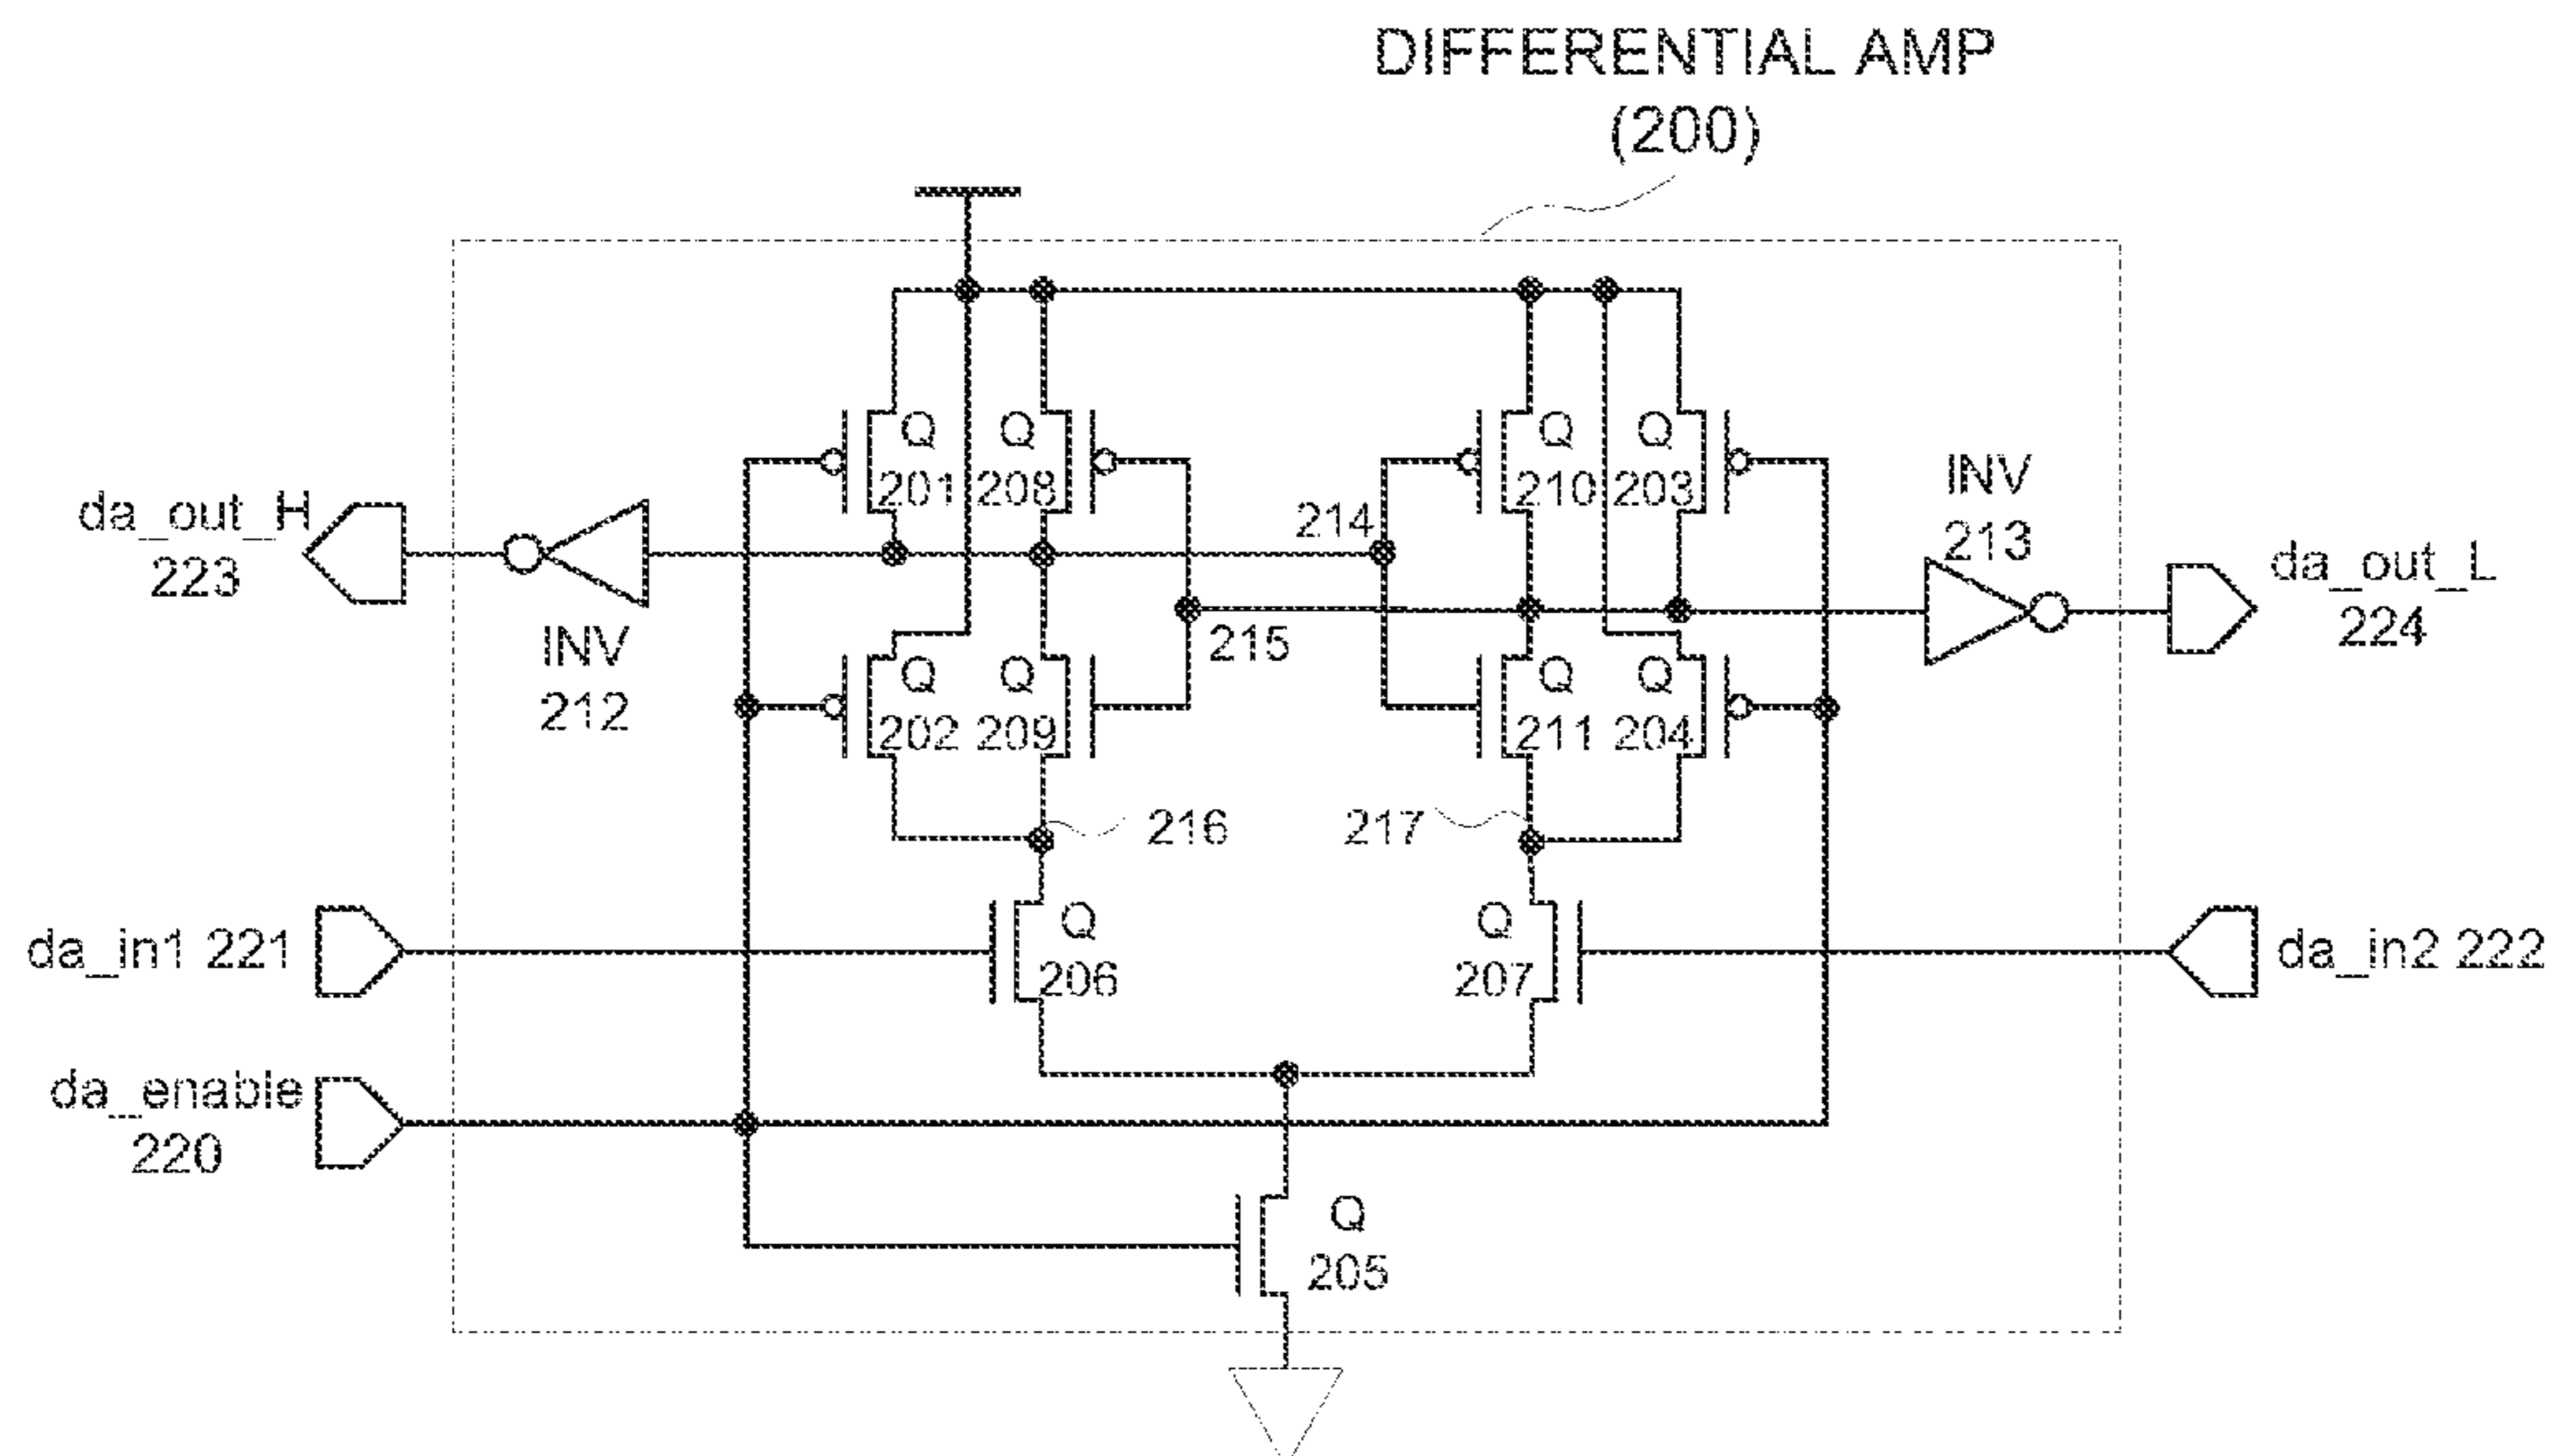 DIFFERENTIAL AMP
(200)
Q
201
Q
208
Q
210
Q
203
INV
213
da_out_H
223
214
da_out_L
224
INV
212
215
Q
202
Q
209
Q
211
Q
204
216
217
da_in1 221
Q
206
Q
207
da_in2 222
da_enable
220
Q
205